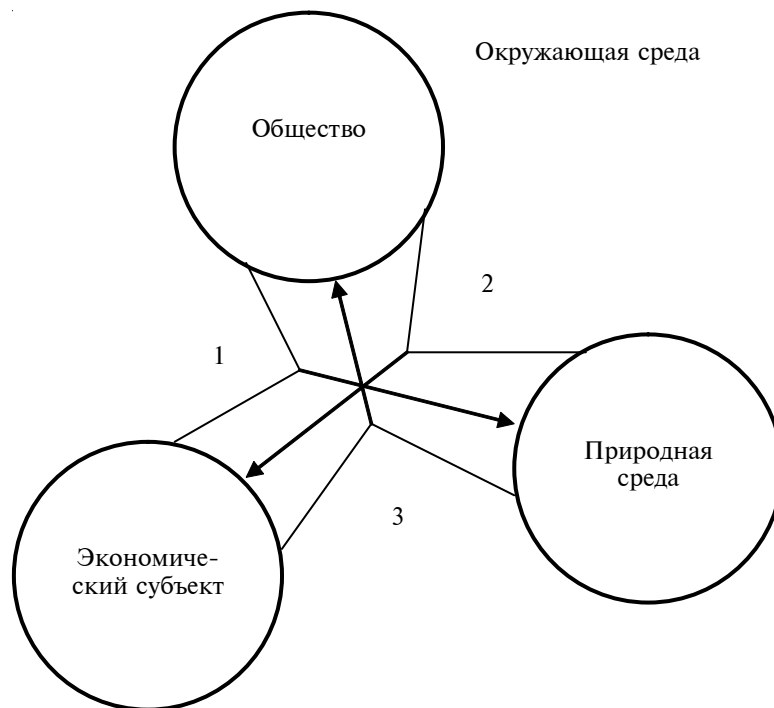 Окружающая среда
Общество
2
1
Природная
среда
3
Экономиче-
ский субъект